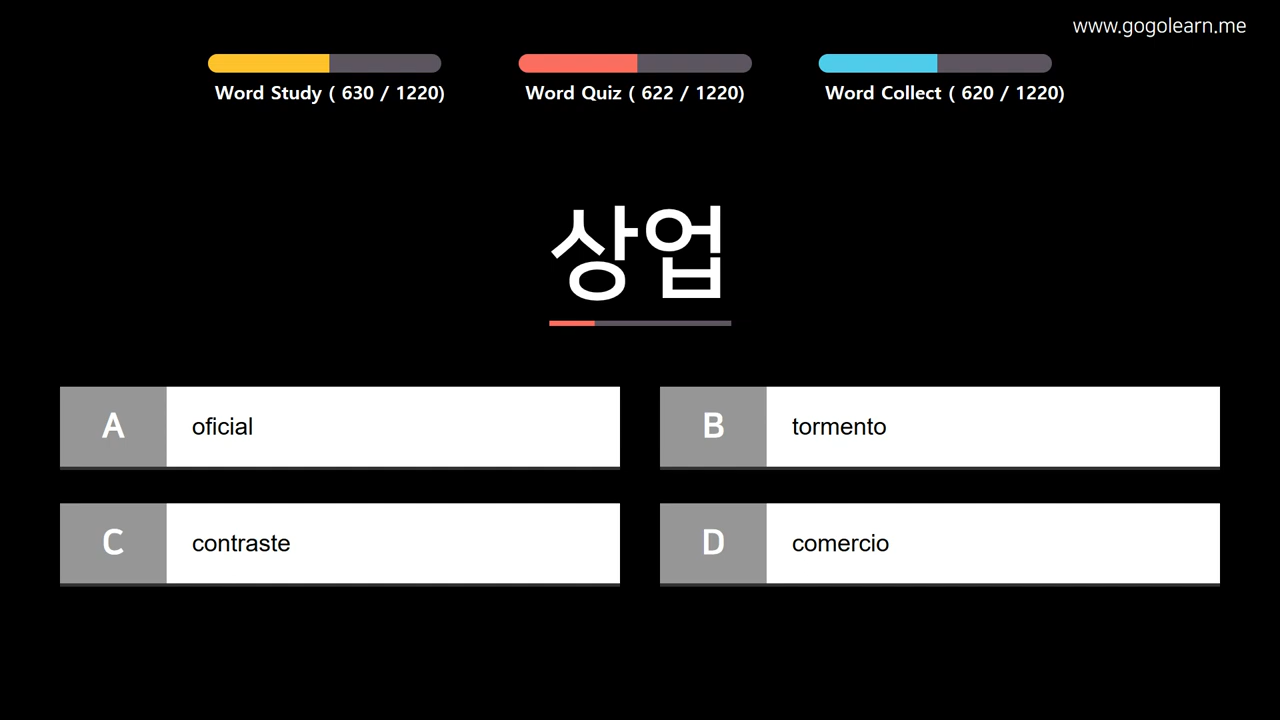 www.gogolearn.me
Word Study ( 630 / 1220)
Word Quiz ( 622 / 1220)
Word Collect ( 620 / 1220)
상업
A oficial
B tormento
C contraste
D comercio